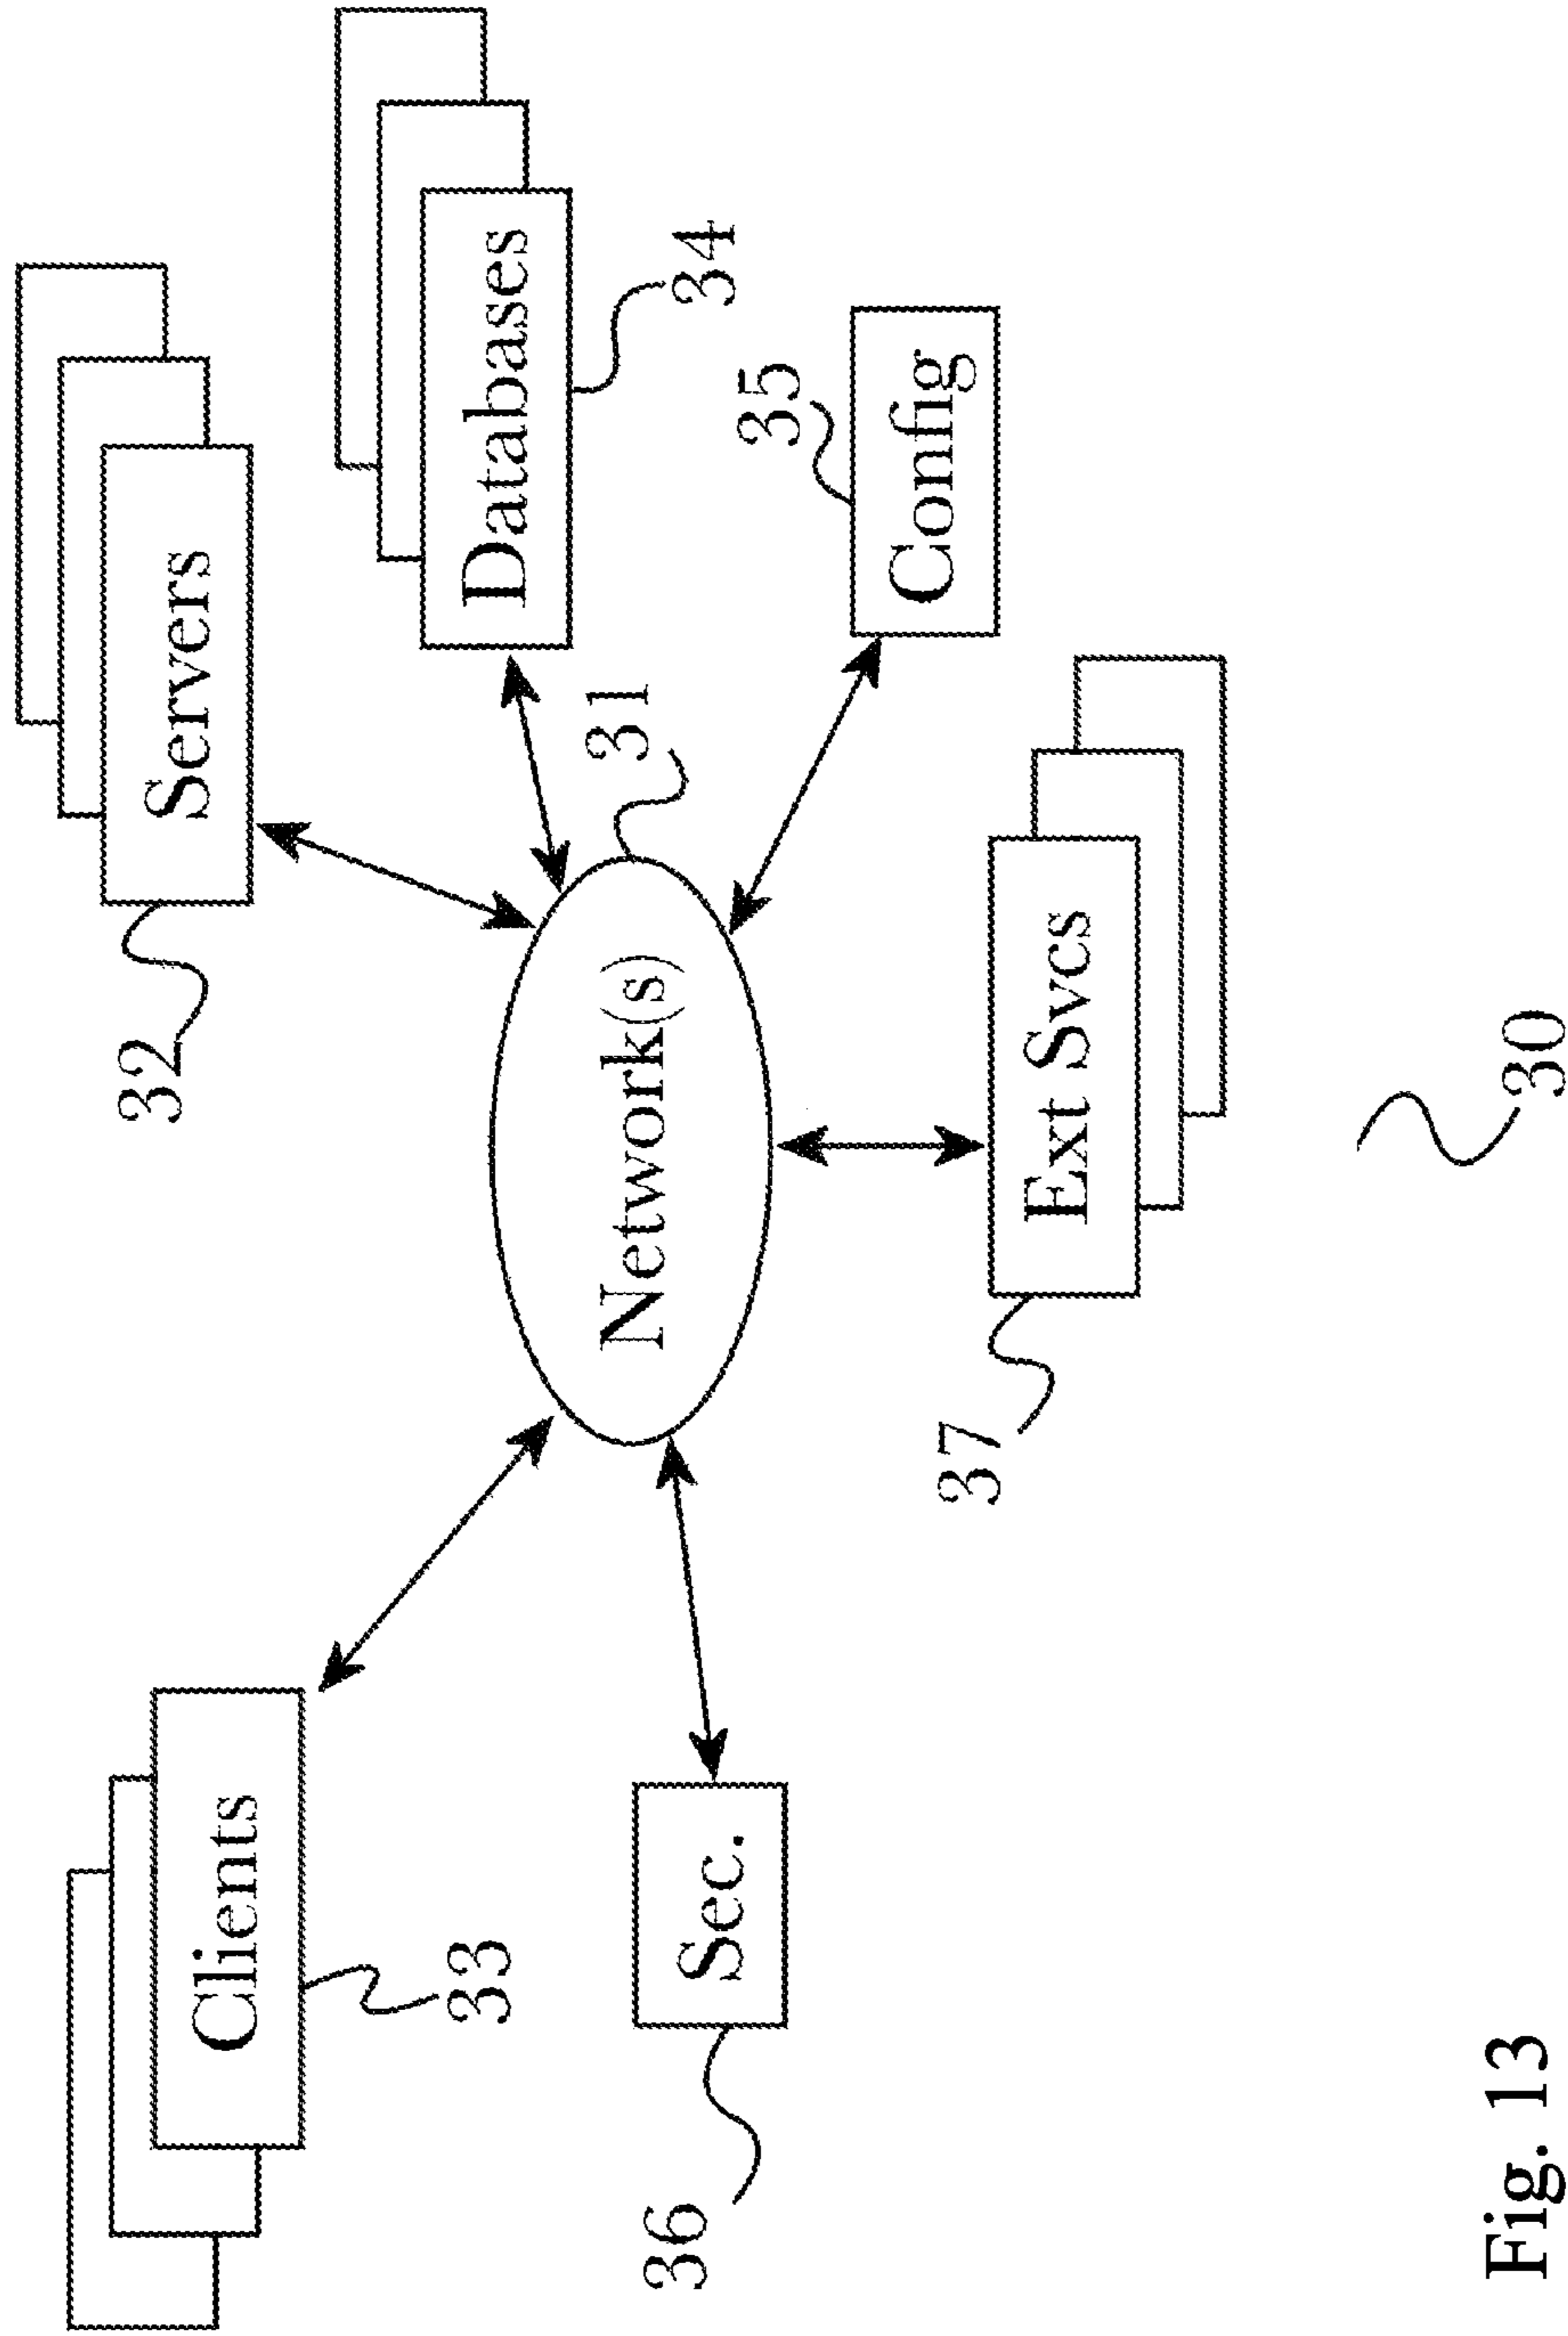 Clients
Servers
32
33
Databases
34
Network(s)
31
Sec.
36
35
Config
37
Ext Svcs
30
Fig. 13